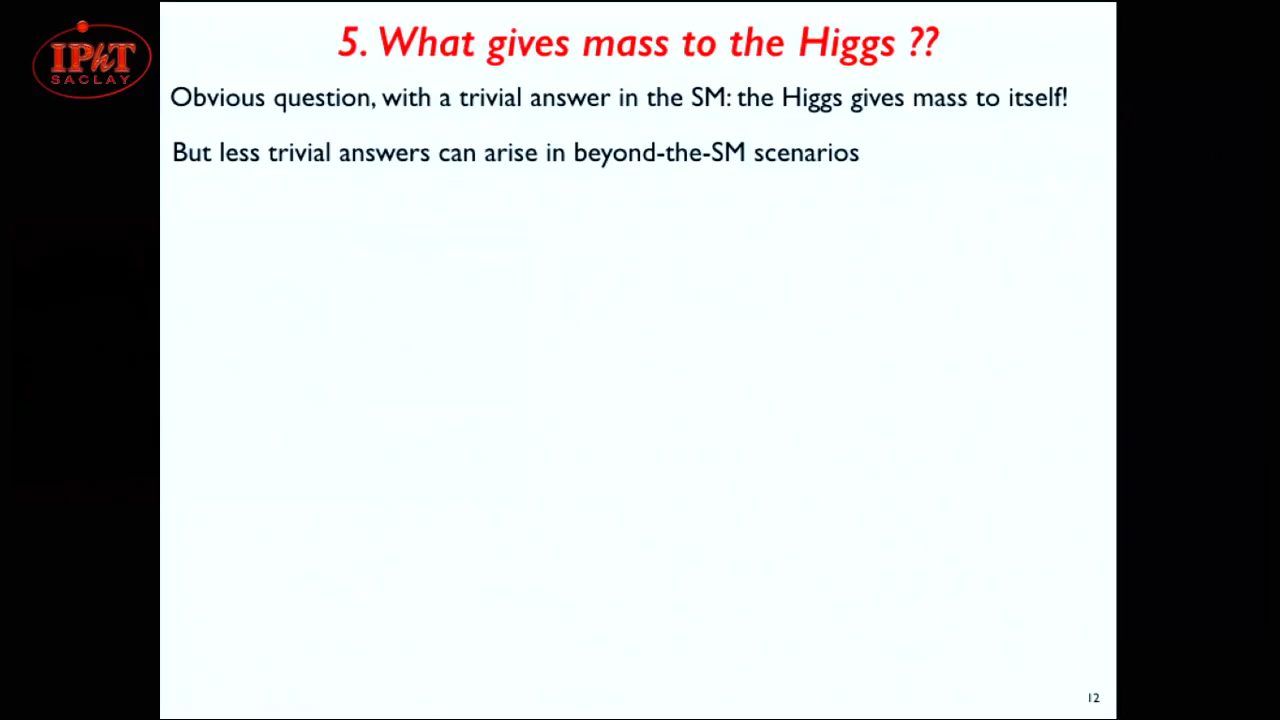 IPhT
SACLAY
5. What gives mass to the Higgs ??
Obvious question, with a trivial answer in the SM: the Higgs gives mass to itself!
But less trivial answers can arise in beyond-the-SM scenarios
12